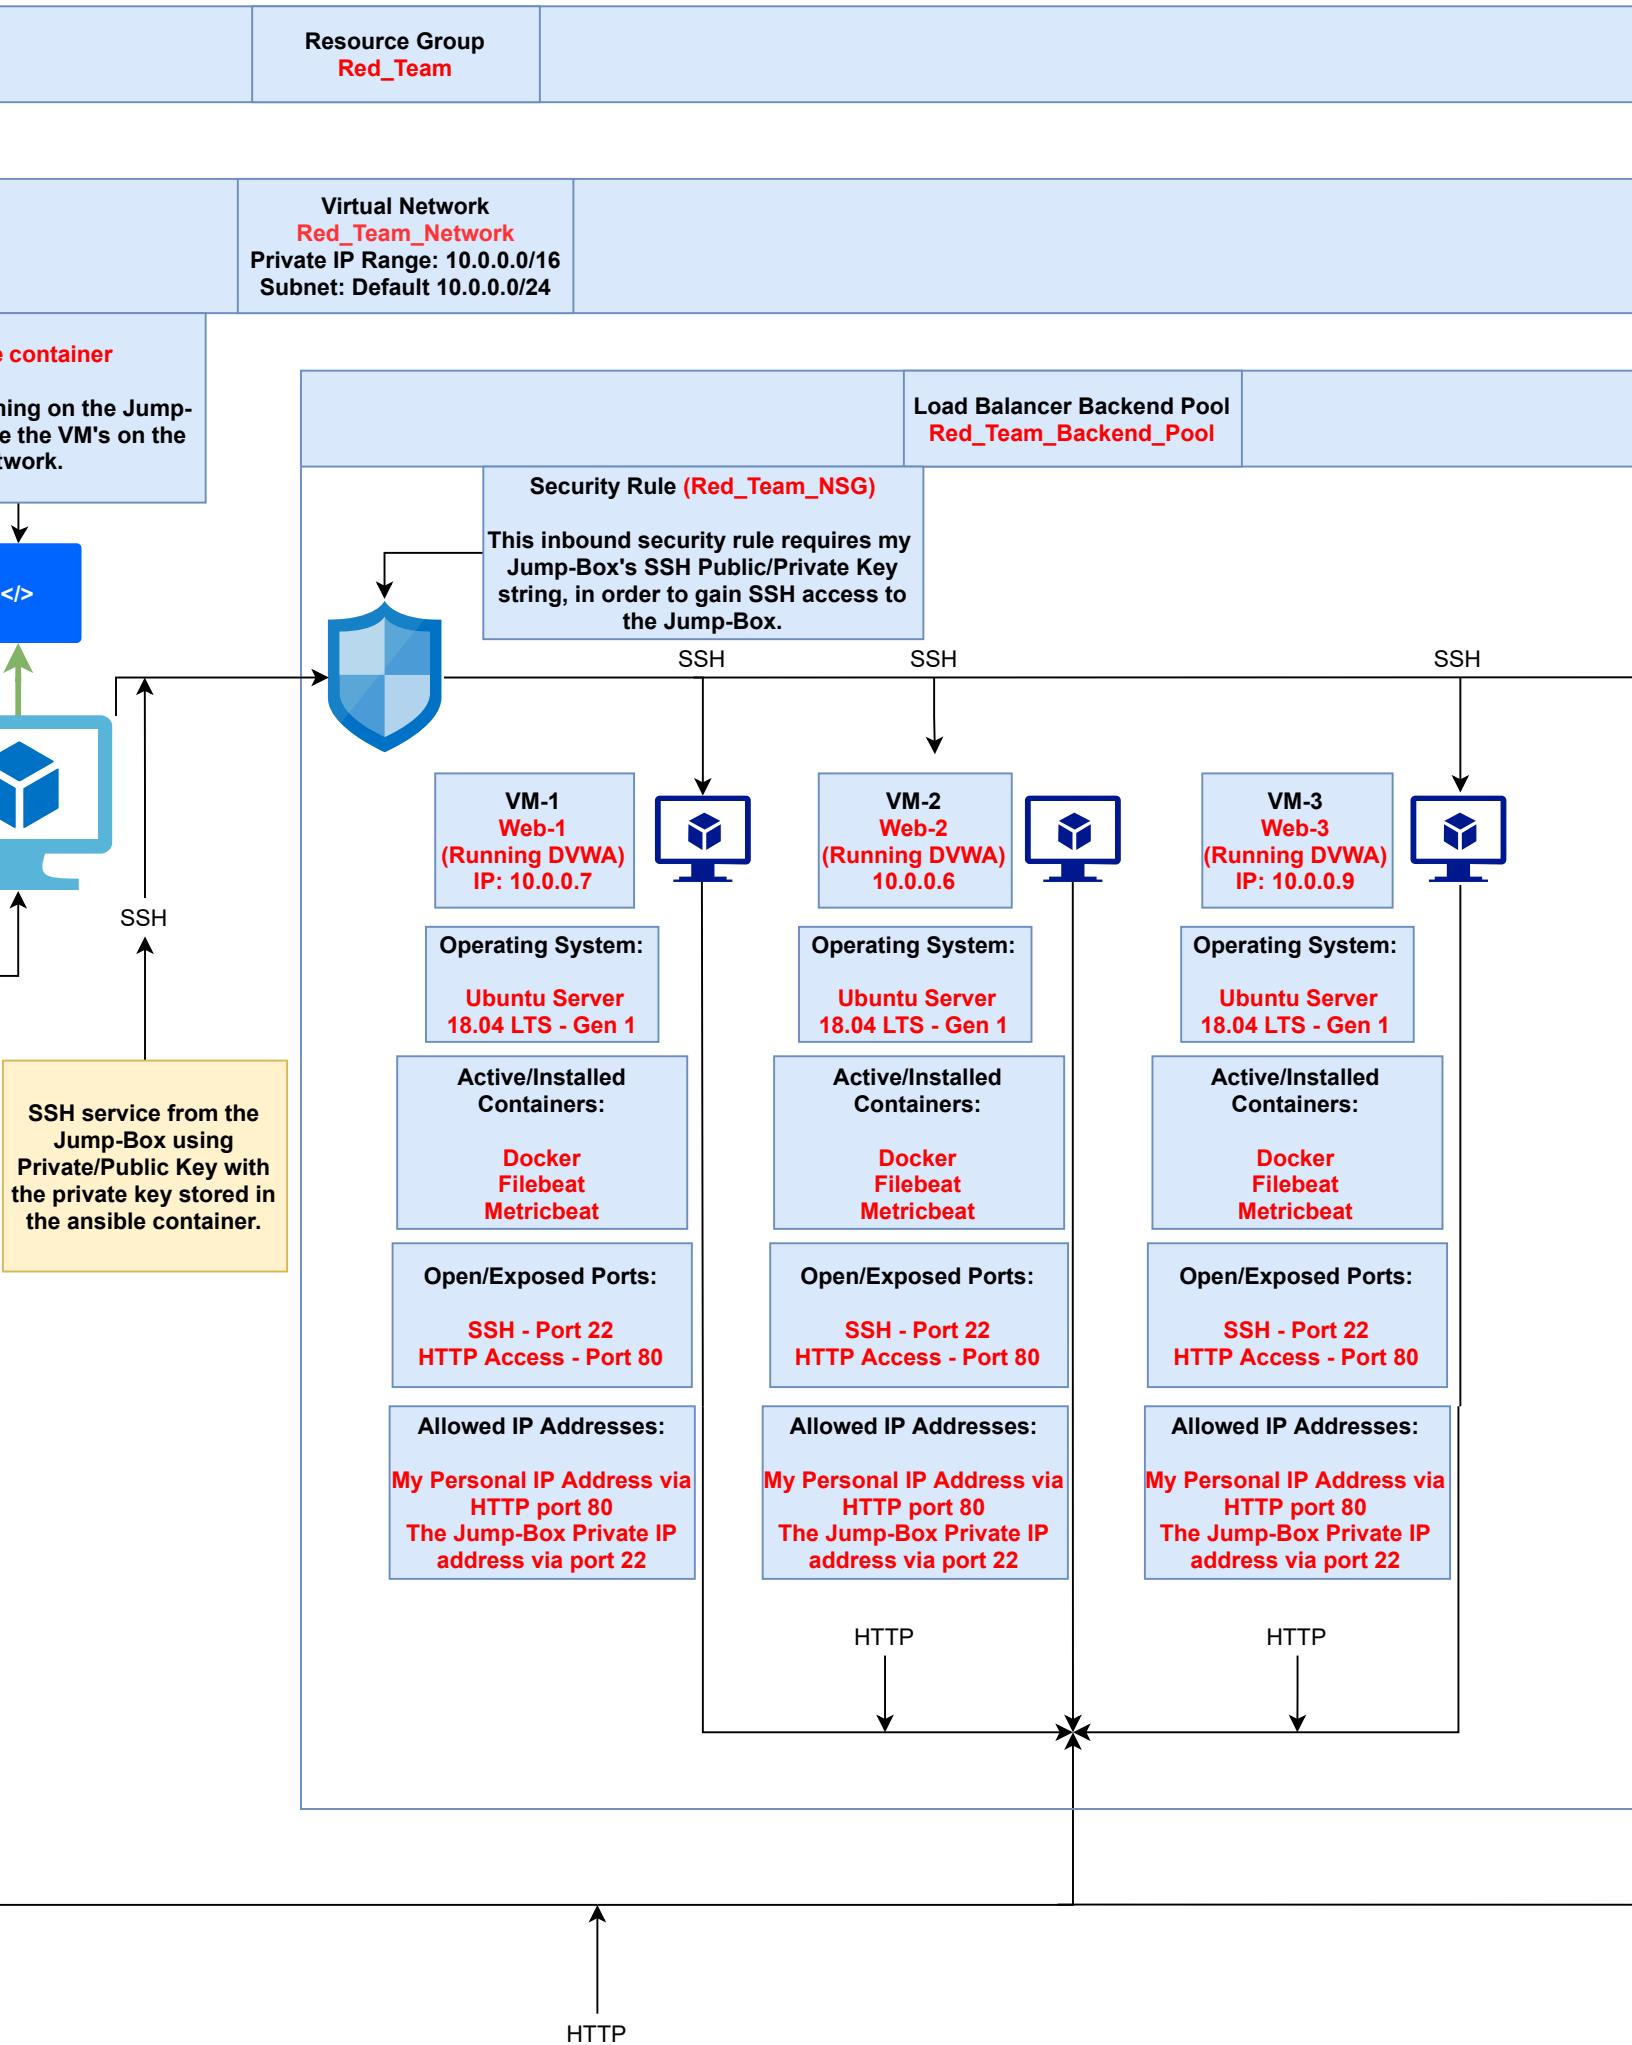 Resource Group
Red_Team
Virtual Network
Red_Team_Network
Private IP Range: 10.0.0.0/16
Subnet: Default 10.0.0.0/24
container
on the Jump-
the VM's on the
Load Balancer Backend Pool
Red_Team_Backend_Pool
Security Rule (Red_Team_NSG)
This inbound security rule requires my
Jump-Box's SSH Public/Private Key
string, in order to gain SSH access to
the Jump-Box.
</>
SSH
SSH
SSH
VM-1
Web-1
(Running DVWA)
IP: 10.0.0.7
VM-2
Web-2
(Running DVWA)
10.0.0.6
VM-3
Web-3
(Running DVWA)
IP: 10.0.0.9
SSH
Operating System:
Ubuntu Server
18.04 LTS - Gen 1
Operating System:
Ubuntu Server
18.04 LTS - Gen 1
Operating System:
Ubuntu Server
18.04 LTS - Gen 1
SSH service from the
Jump-Box using
Private/Public Key with
the private key stored in
the ansible container.
Active/Installed
Containers:
Docker
Filebeat
Metricbeat
Active/Installed
Containers:
Docker
Filebeat
Metricbeat
Active/Installed
Containers:
Docker
Filebeat
Metricbeat
Open/Exposed Ports:
SSH - Port 22
HTTP Access - Port 80
Open/Exposed Ports:
SSH - Port 22
HTTP Access - Port 80
Open/Exposed Ports:
SSH - Port 22
HTTP Access - Port 80
Allowed IP Addresses:
My Personal IP Address via
HTTP port 80
The Jump-Box Private IP
address via port 22
Allowed IP Addresses:
My Personal IP Address via
HTTP port 80
The Jump-Box Private IP
address via port 22
Allowed IP Addresses:
My Personal IP Address via
HTTP port 80
The Jump-Box Private IP
address via port 22
HTTP
HTTP
HTTP